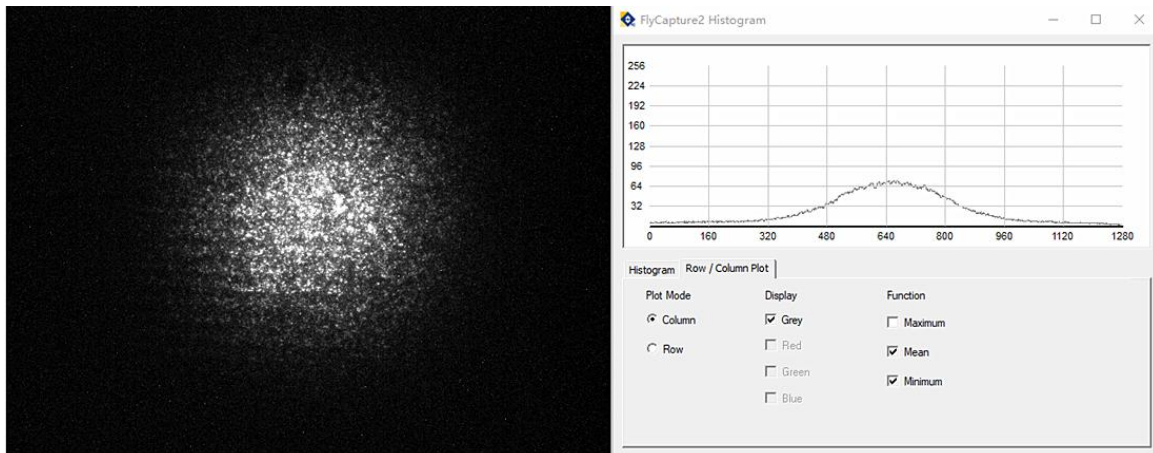 FlyCapture2 Histogram
256
224
192
160
128
96
64
32
0 160 320 480 640 800 960 1120 1280
Histogram Row / Column Plot
Plot Mode Display Function
Column Grey Maximum
Row Red Mean
Green Minimum
Blue